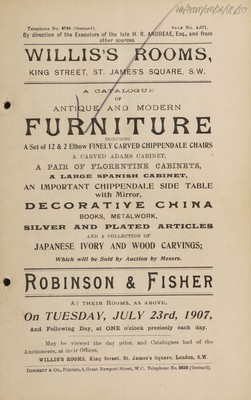 Telephone No. 8780 (Gerrard).
SALE No. 4,071.
By direction of the Executors of the late H. R. ANDREAE, Esq., and from
other sources.
WILLIS'S ROOMS,
KING STREET, ST. JAMES'S SQUARE, S.W.
A CATALOGUE
OF
ANTIQUE AND MODERN
FURNITURE
INCLUDING
A Set of 12 & 2 Elbow FINELY CARVED CHIPPENDALE CHAIRS
A CARVED ADAMS CABINET,
A PAIR OF FLORENTINE CABINETS,
A LARGE SPANISH CABINET,
AN IMPORTANT CHIPPENDALE SIDE TABLE
with Mirror,
DECORATIVE CHINA
BOOKS, METALWORK,
SILVER AND PLATED ARTICLES
AND A COLLECTION OF
JAPANESE IVORY AND WOOD CARVINGS;
Which will be Sold by Auction by Messrs.
ROBINSON & FISHER
AT THEIR ROOMS, AS ABOVE,
On TUESDAY, JULY 23rd, 1907,
And Following Day, at ONE o'clock precisely each day.
May be viewed the day prior, and Catalogues had of the
Auctioneers, at their Offices,
WILLIS'S ROOMS, King Street, St. James's Square, London, S.W.
DOHERTY & Co., Printers, 6, Great Newport Street, W.C. Telephone No. 8820 (Gerrard).